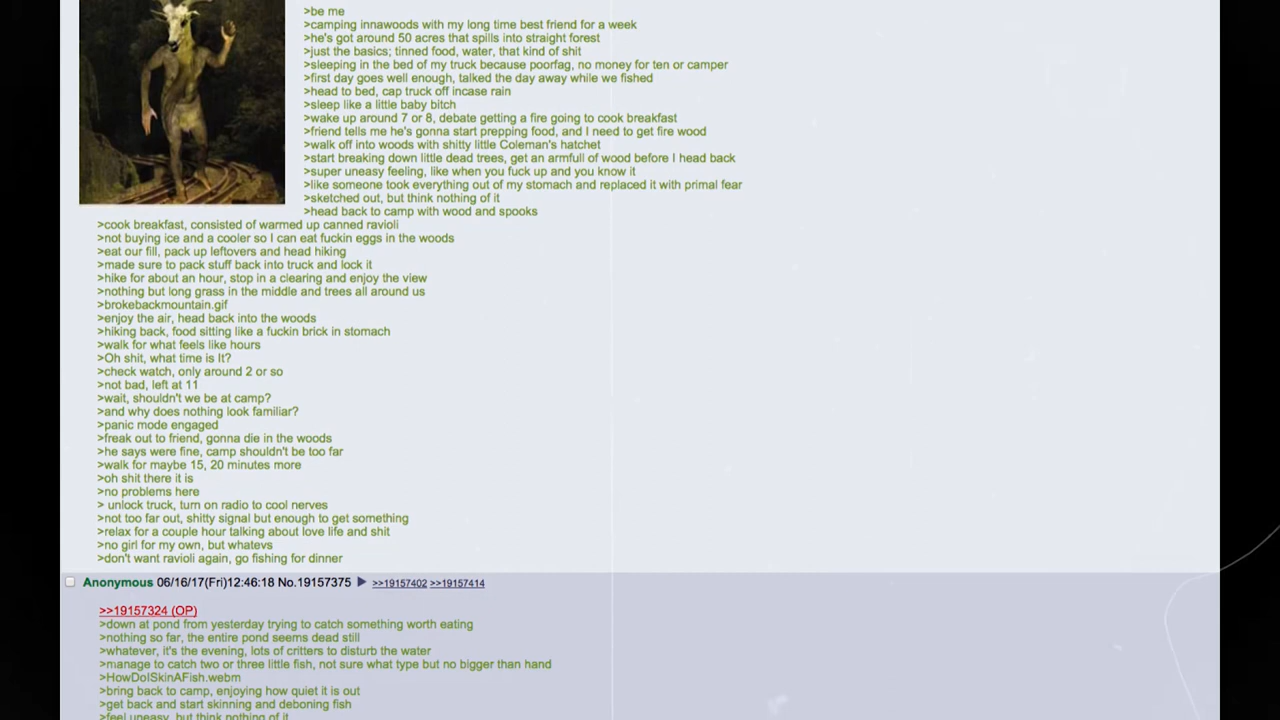 >be me
>camping innawoods with my long time best friend for a week
>he's got around 50 acres that spills into straight forest
>just the basics; tinned food, water, that kind of shit
>sleeping in the bed of my truck because poorfag, no money for ten or camper
>first day goes well enough, talked the day away while we fished
>head to bed, cap truck off incase rain
>sleep like a little baby bitch
>wake up around 7 or 8, debate getting a fire going to cook breakfast
>friend tells me he's gonna start prepping food, and I need to get fire wood
>walk off into woods with shitty little Coleman's hatchet
>start breaking down little dead trees, get an armfull of wood before I head back
>super uneasy feeling, like when you fuck up and you know it
>like someone took everything out of my stomach and replaced it with primal fear
>sketched out, but think nothing of it
>head back to camp with wood and spooks
>cook breakfast, consisted of warmed up canned ravioli
>not buying ice and a cooler so I can eat fuckin eggs in the woods
>eat our fill, pack up leftovers and head hiking
>made sure to pack stuff back into truck and lock it
>hike for about an hour, stop in a clearing and enjoy the view
>nothing but long grass in the middle and trees all around us
>brokebackmountain.gif
>enjoy the air, head back into the woods
>hiking back, food sitting like a fuckin brick in stomach
>walk for what feels like hours
>Oh shit, what time is It?
>check watch, only around 2 or so
>not bad, left at 11
>wait, shouldn't we be at camp?
>and why does nothing look familiar?
>panic mode engaged
>freak out to friend, gonna die in the woods
>he says were fine, camp shouldn't be too far
>walk for maybe 15, 20 minutes more
>oh shit there it is
>no problems here
> unlock truck, turn on radio to cool nerves
>not too far out, shitty signal but enough to get something
>relax for a couple hour talking about love life and shit
>no girl for my own, but whatevs
>don't want ravioli again, go fishing for dinner
Anonymous 06/16/17(Fri)12:46:18 No.19157375 ▶ >>19157402 >>19157414
>>19157324 (OP)
>down at pond from yesterday trying to catch something worth eating
>nothing so far, the entire pond seems dead still
>whatever, it's the evening, lots of critters to disturb the water
>manage to catch two or three little fish, not sure what type but no bigger than hand
>HowDoISkinAFish.webm
>bring back to camp, enjoying how quiet it is out
>get back and start skinning and deboning fish
>feel uneasy, but think nothing of it